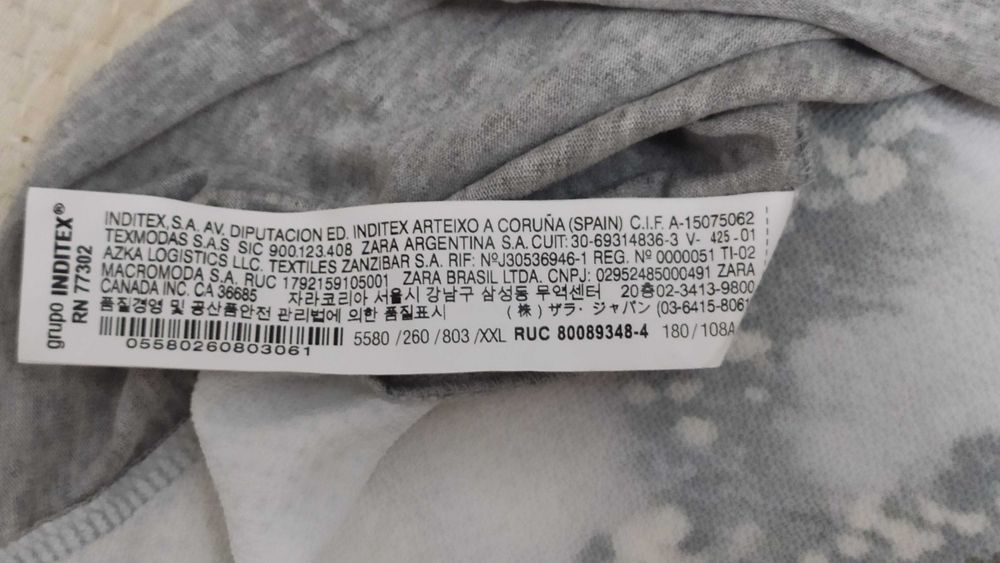 grupo INDITEX®
RN 77302
INDITEX, S.A. AV. DIPUTACION ED. INDITEX ARTEIXO A CORUÑA (SPAIN) C.I.F. A-15075062
TEXMODAS S.A.S SIC 900.123.408 ZARA ARGENTINA S.A. CUIT: 30-69314836-3 V- 425-01
AZKA LOGISTICS LLC. TEXTILES ZANZIBAR S.A. RIF: NºJ30536946-1 REG. Nº 0000051 TI-02
MACROMODA S.A. RUC 1792159105001 ZARA BRASIL LTDA. CNPJ: 02952485000491 ZARA
CANADA INC. CA 36685 자라코리아 서울시 강남구 삼성동 무역센터 20층02-3413-9800
품질경영 및 공산품안전 관리법에 의한 품질표시 (株) ザラ・ジャパン (03-6415-8061
05580260803061 5580 /260 /803 /XXL RUC 80089348-4 180/108A